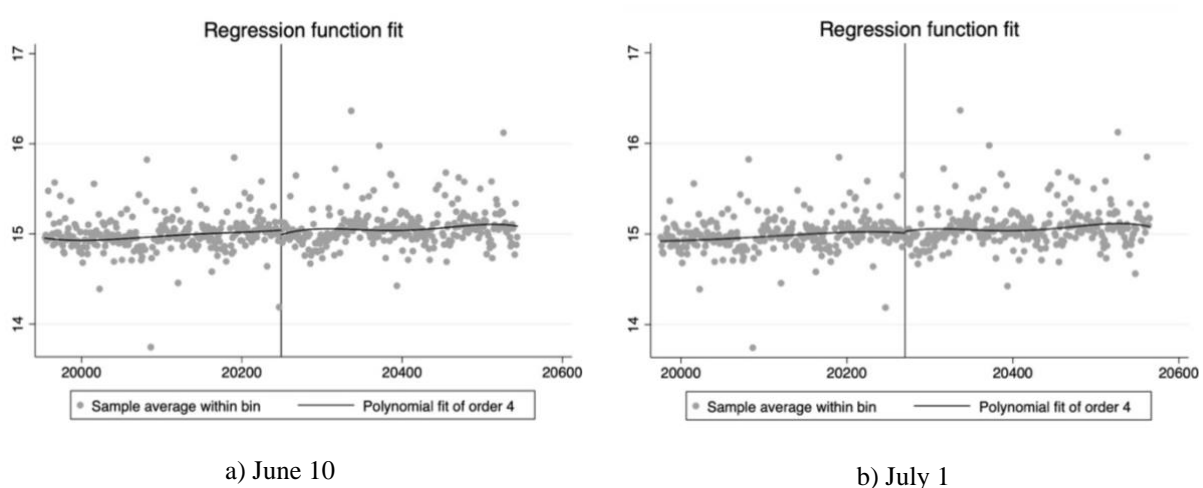 Regression function fit
17
16
15
14
20000 20200 20400 20600
Sample average within bin Polynomial fit of order 4
a) June 10
Regression function fit
17
16
15
14
20000 20200 20400 20600
Sample average within bin Polynomial fit of order 4
b) July 1